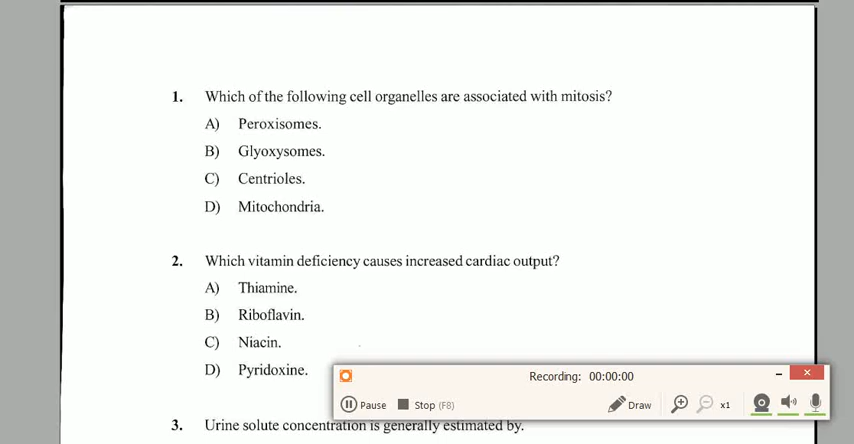 1. Which of the following cell organelles are associated with mitosis?
A) Peroxisomes.
B) Glyoxysomes.
C) Centrioles.
D) Mitochondria.
2. Which vitamin deficiency causes increased cardiac output?
A) Thiamine.
B) Riboflavin.
C) Niacin.
D) Pyridoxine.
Recording: 00:00:00
Pause Stop (F8) Draw x1
3. Urine solute concentration is generally estimated by.